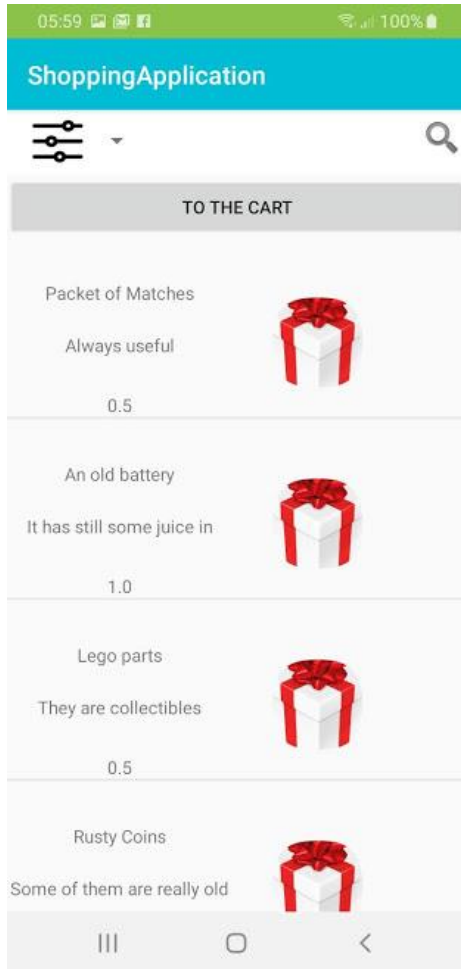 05:59 100%
ShoppingApplication
TO THE CART
Packet of Matches
Always useful
0.5
An old battery
It has still some juice in
1.0
Lego parts
They are collectibles
0.5
Rusty Coins
Some of them are really old